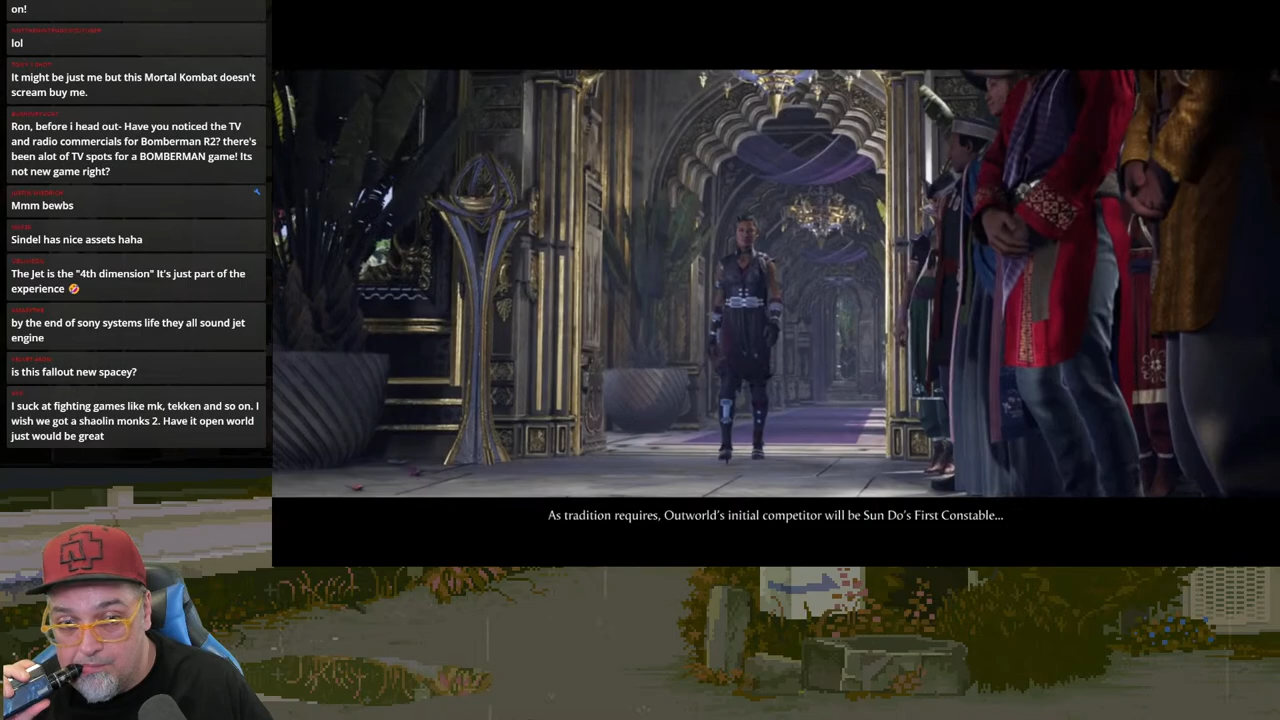 on!
lol
It might be just me but this Mortal Kombat doesn't
scream buy me.
Ron, before i head out- Have you noticed the TV
and radio commercials for Bomberman R2? there's
been alot of TV spots for a BOMBERMAN game! Its
not new game right?
Mmm bewbs
Sindel has nice assets haha
The Jet is the "4th dimension" It's just part of the
experience 🤣
by the end of sony systems life they all sound jet
engine
is this fallout new spacey?
I suck at fighting games like mk, tekken and so on. I
wish we got a shaolin monks 2. Have it open world
just would be great
As tradition requires, Outworld's initial competitor will be Sun Do's First Constable...